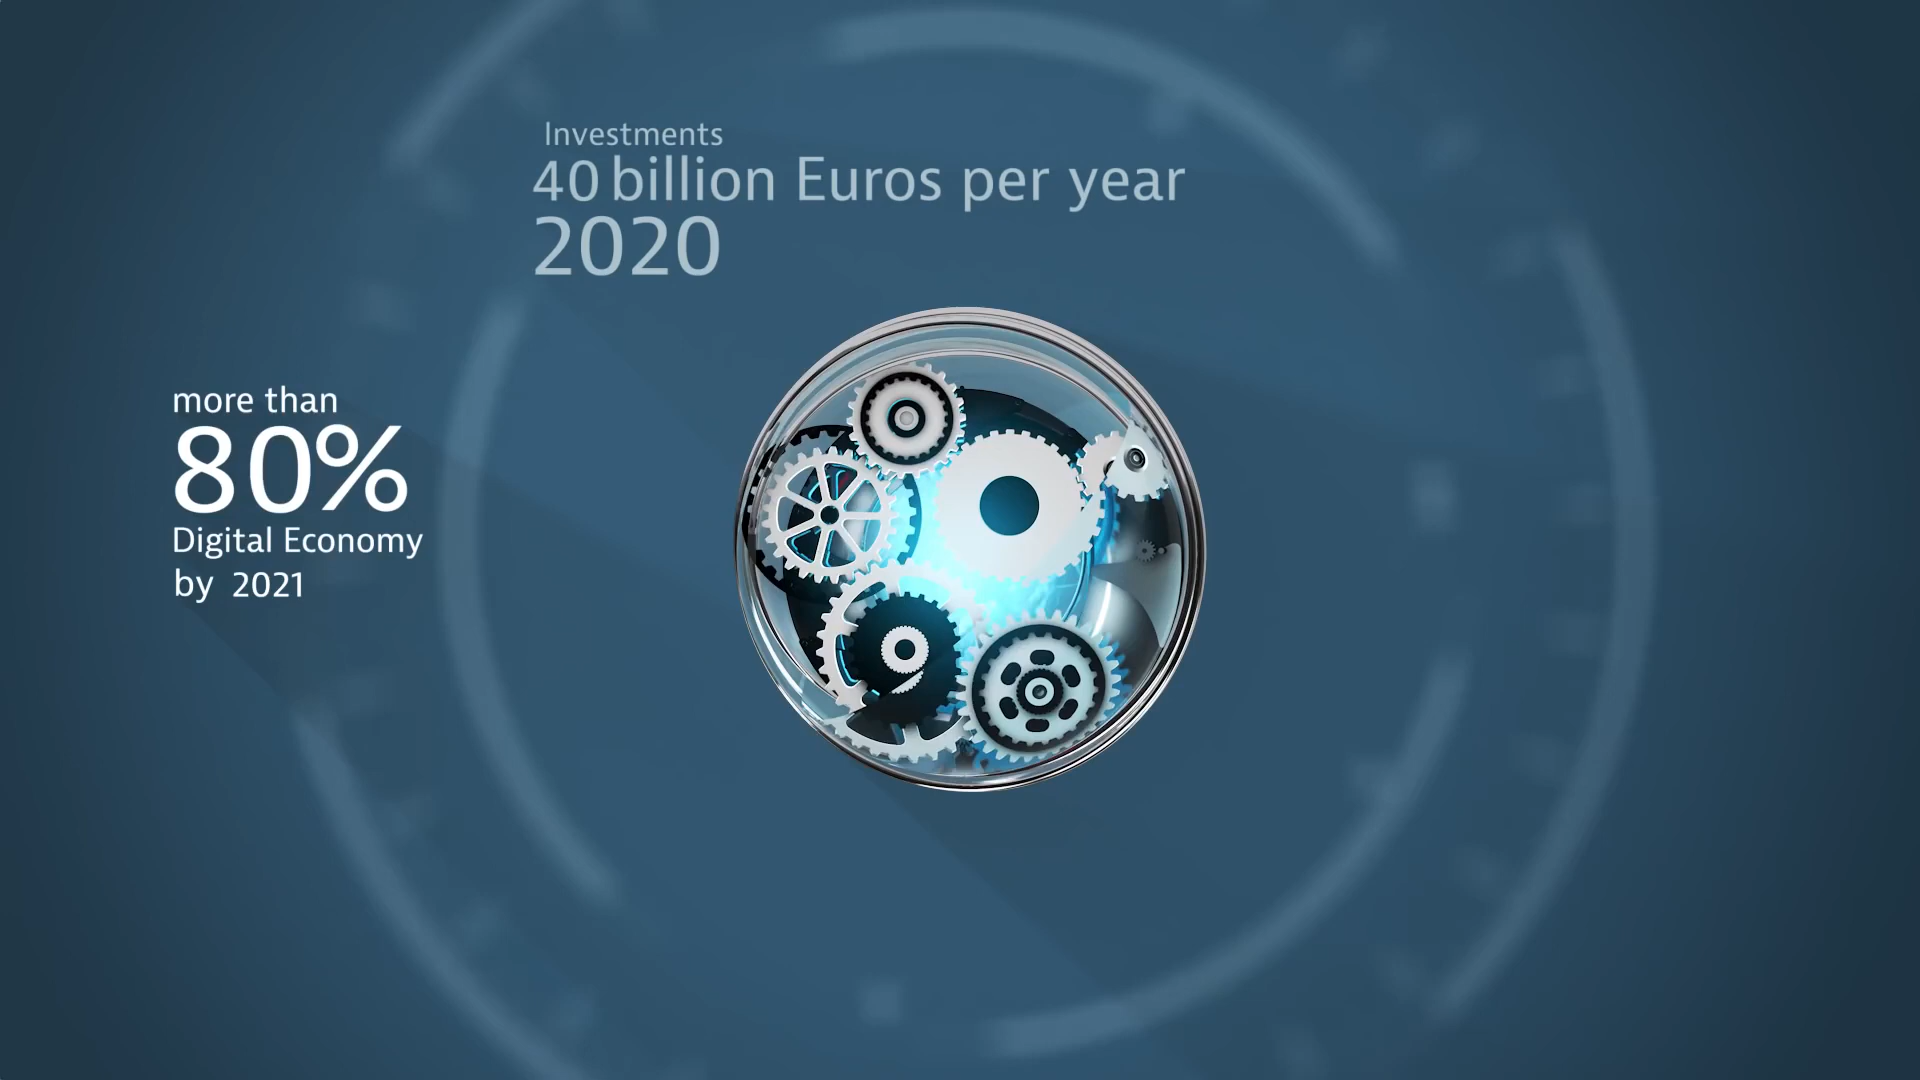 Investments
40 billion Euros per year
2020
more than
80%
Digital Economy
by 2021